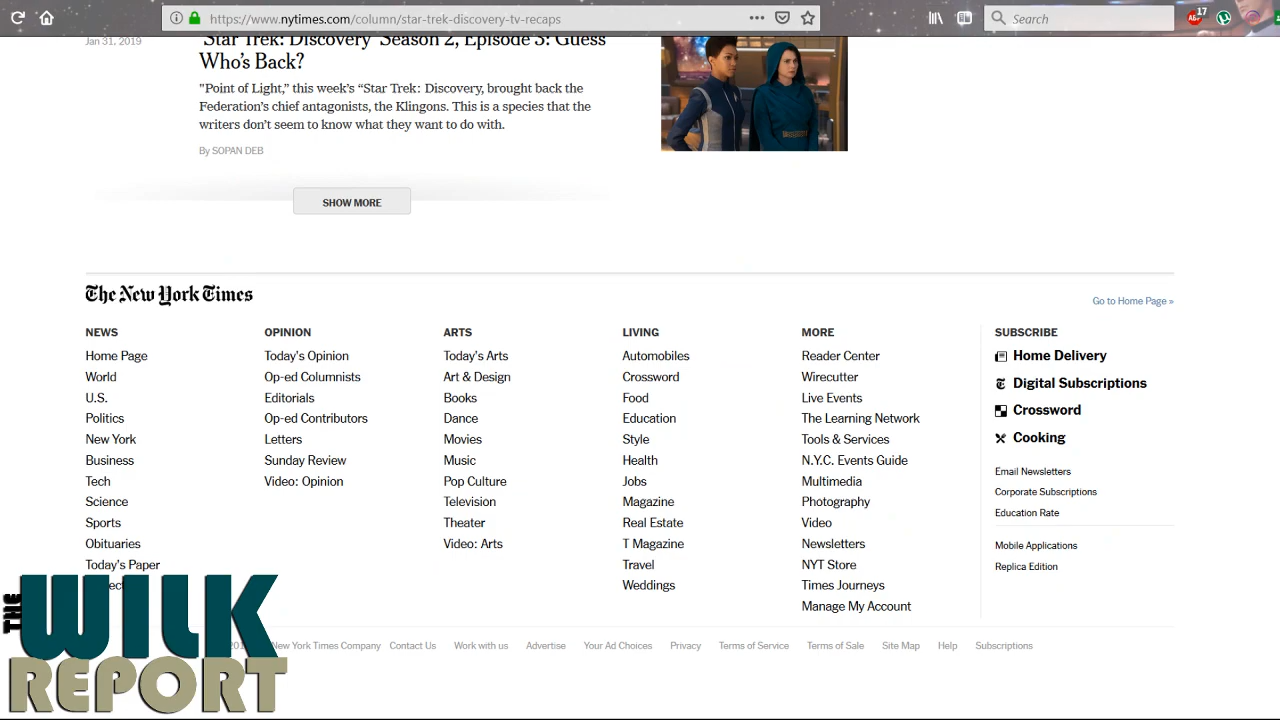 https://www.nytimes.com/column/star-trek-discovery-tv-recaps
Search
17
Jan 31, 2019
'Star Trek: Discovery' Season 2, Episode 3: Guess
Who's Back?
"Point of Light," this week's "Star Trek: Discovery, brought back the
Federation's chief antagonists, the Klingons. This is a species that the
writers don't seem to know what they want to do with.
By SOPAN DEB
SHOW MORE
The New York Times
Go to Home Page »
NEWS
Home Page
World
U.S.
Politics
New York
Business
Tech
Science
Sports
Obituaries
Today's Paper
OPINION
Today's Opinion
Op-ed Columnists
Editorials
Op-ed Contributors
Letters
Sunday Review
Video: Opinion
ARTS
Today's Arts
Art & Design
Books
Dance
Movies
Music
Pop Culture
Television
Theater
Video: Arts
LIVING
Automobiles
Crossword
Food
Education
Style
Health
Jobs
Magazine
Real Estate
T Magazine
Travel
Weddings
MORE
Reader Center
Wirecutter
Live Events
The Learning Network
Tools & Services
N.Y.C. Events Guide
Multimedia
Photography
Video
Newsletters
NYT Store
Times Journeys
Manage My Account
SUBSCRIBE
Home Delivery
Digital Subscriptions
Crossword
Cooking
Email Newsletters
Corporate Subscriptions
Education Rate
Mobile Applications
Replica Edition
New York Times Company Contact Us Work with us Advertise Your Ad Choices Privacy Terms of Service Terms of Sale Site Map Help Subscriptions
THE
WILK
REPORT